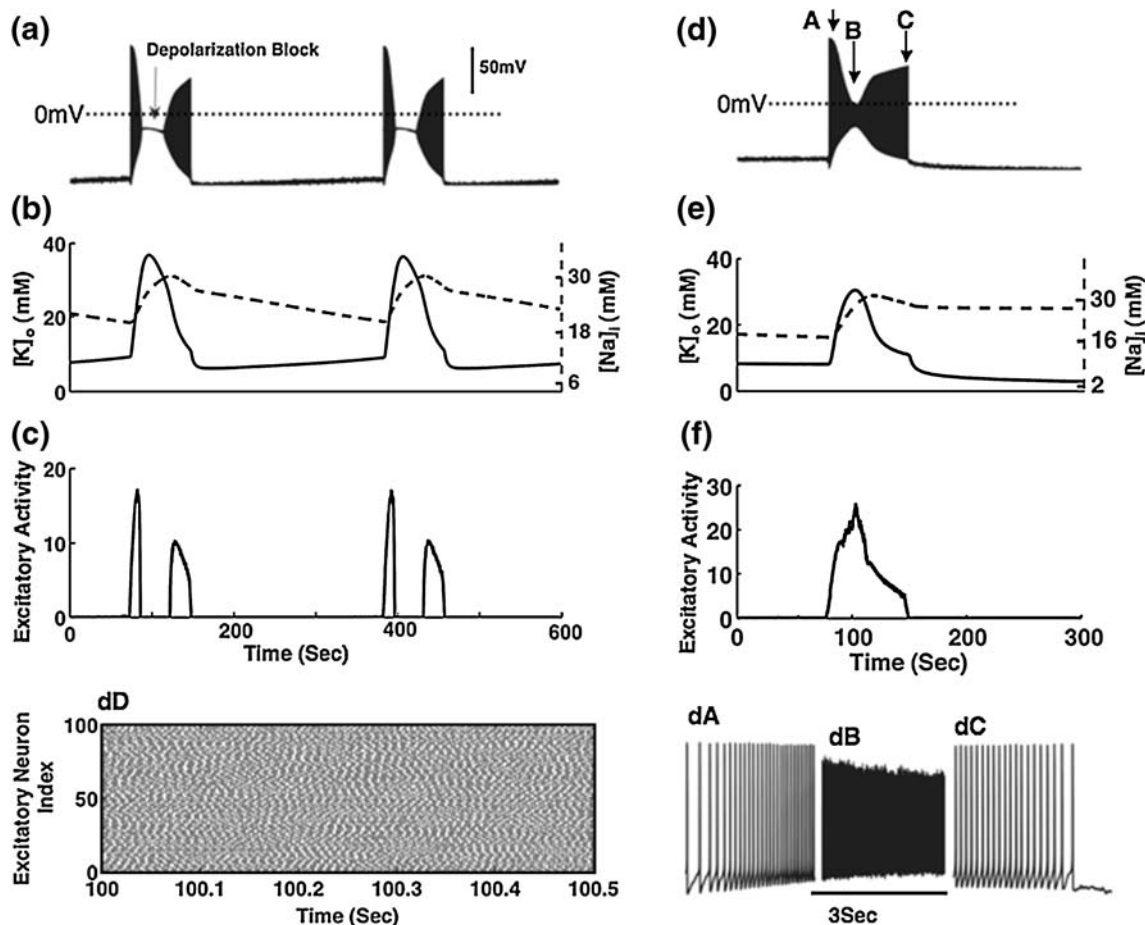 (a)
Depolarization Block
50mV
0mV
(b)
40
30
20
18
10
0
6
[K]o (mM)
[Na]i (mM)
(c)
20
15
10
5
0
Excitatory Activity
0
200
400
600
Time (Sec)
dD
100
50
0
Excitatory Neuron
Index
100
100.1
100.2
100.3
100.4
100.5
Time (Sec)
(d)
A
B
C
0mV
(e)
40
30
20
16
0
2
[K]o (mM)
[Na]i (mM)
(f)
30
20
10
0
Excitatory Activity
0
100
200
300
Time (Sec)
dA
dB
dC
3Sec